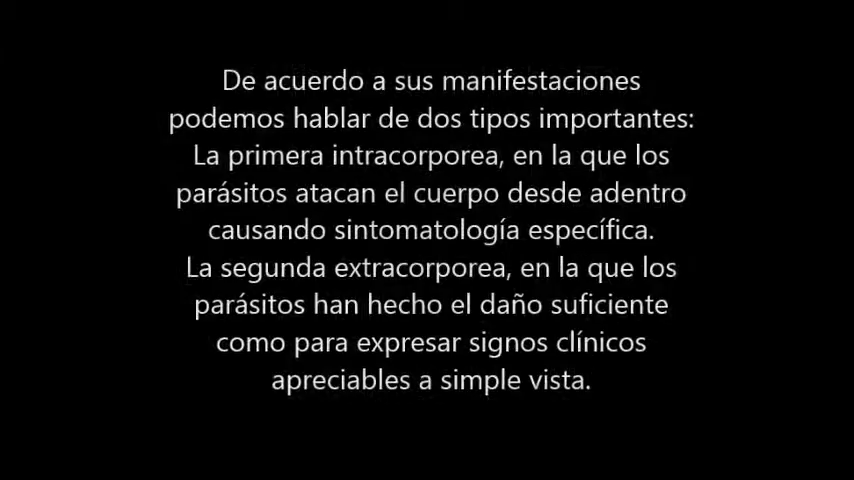 De acuerdo a sus manifestaciones
podemos hablar de dos tipos importantes:
La primera intracorporea, en la que los
parásitos atacan el cuerpo desde adentro
causando sintomatología específica.
La segunda extracorporea, en la que los
parásitos han hecho el daño suficiente
como para expresar signos clínicos
apreciables a simple vista.